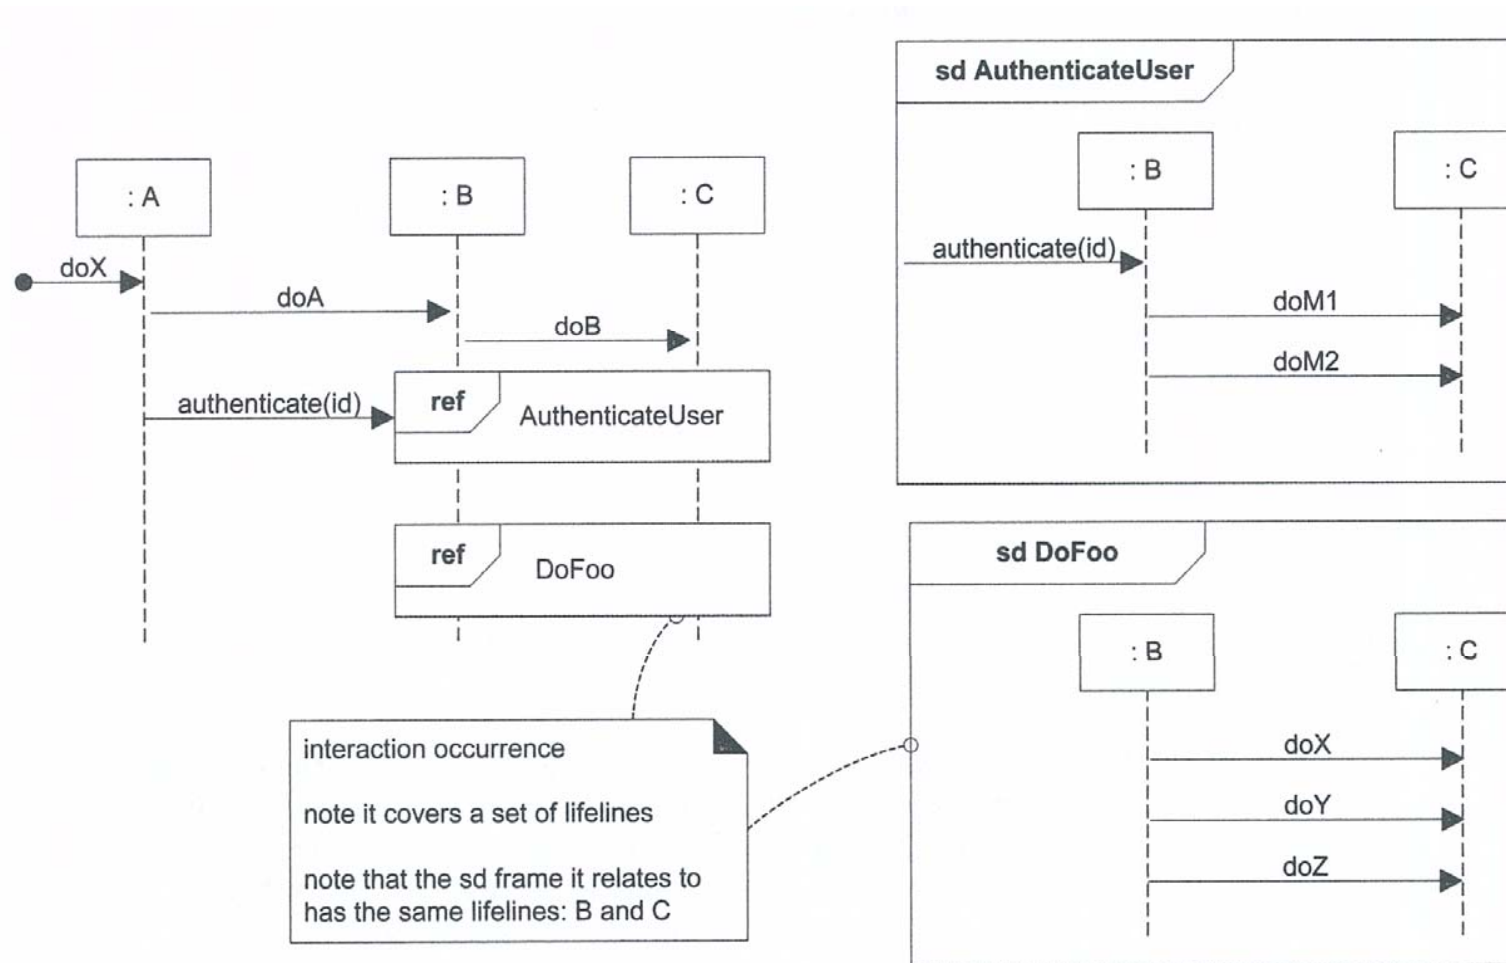 : A
: B
: C
doX
doA
doB
authenticate(id)
ref
AuthenticateUser
ref
DoFoo
interaction occurrence
note it covers a set of lifelines
note that the sd frame it relates to
has the same lifelines: B and C
sd AuthenticateUser
: B
: C
authenticate(id)
doM1
doM2
sd DoFoo
: B
: C
doX
doY
doZ